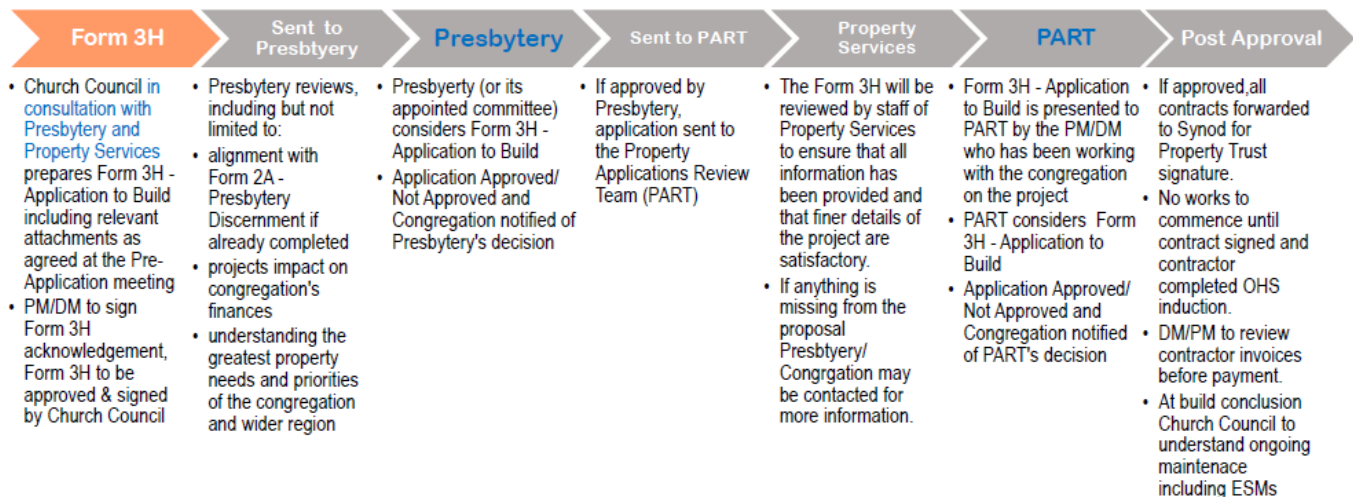 Form 3H
Sent to
Presbtyery
Presbytery
Sent to PART
Property
Services
PART
Post Approval
• Church Council in
consultation with
Presbytery and
Property Services
prepares Form 3H -
Application to Build
including relevant
attachments as
agreed at the Pre-
Application meeting
• PM/DM to sign
Form 3H
acknowledgement,
Form 3H to be
approved & signed
by Church Council
• Presbytery reviews,
including but not
limited to:
• alignment with
Form 2A -
Presbytery
Discernment if
already completed
• projects impact on
congregation's
finances
• understanding the
greatest property
needs and priorities
of the congregation
and wider region
• Presbyerty (or its
appointed committee)
considers Form 3H -
Application to Build
• Application Approved/
Not Approved and
Congregation notified of
Presbytery's decision
• If approved by
Presbytery,
application sent to
the Property
Applications Review
Team (PART)
• The Form 3H will be
reviewed by staff of
Property Services
to ensure that all
information has
been provided and
that finer details of
the project are
satisfactory.
• If anything is
missing from the
proposal
Presbtyery/
Congrgation may
be contacted for
more information.
• Form 3H - Application
to Build is presented to
PART by the PM/DM
who has been working
with the congregation
on the project
• PART considers Form
3H - Application to
Build
• Application Approved/
Not Approved and
Congregation notified
of PART's decision
• If approved,all
contracts forwarded
to Synod for
Property Trust
signature.
• No works to
commence until
contract signed and
contractor
completed OHS
induction.
• DM/PM to review
contractor invoices
before payment.
• At build conclusion
Church Council to
understand ongoing
maintenace
including ESMs